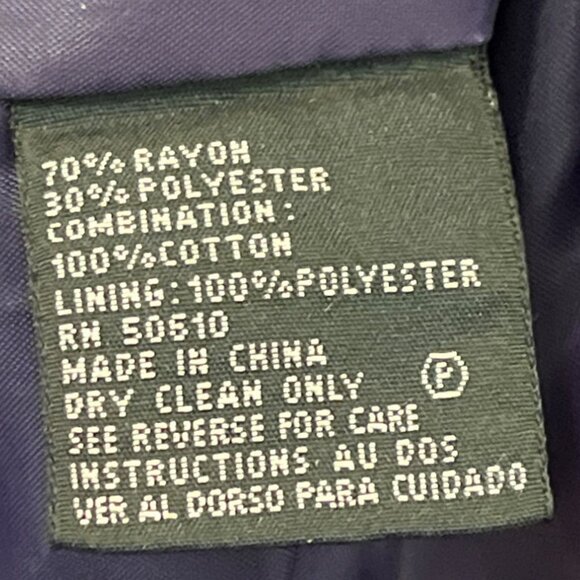 70% RAYON
30% POLYESTER
COMBINATION:
100% COTTON
LINING: 100% POLYESTER
RN 50610
MADE IN CHINA
DRY CLEAN ONLY Ⓟ
SEE REVERSE FOR CARE
INSTRUCTIONS. AU DOS
VER AL DORSO PARA CUIDADO